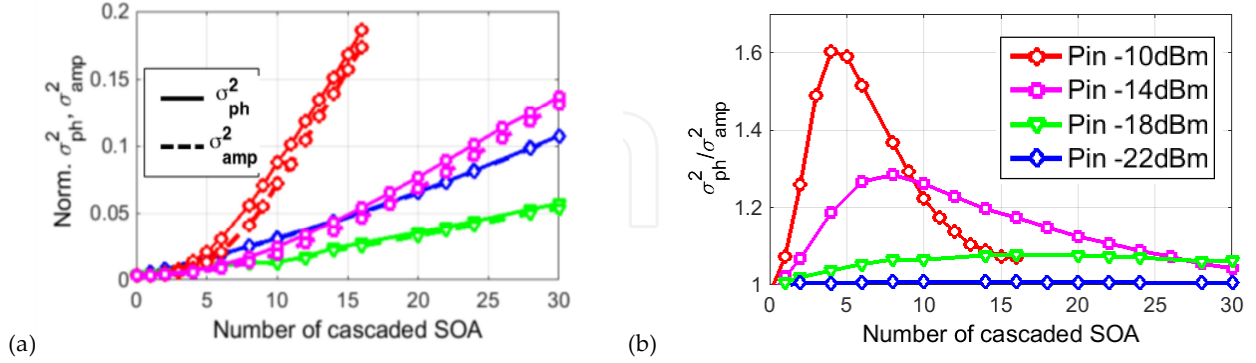 0.2
0.15
0.1
0.05
0
Norm. σ²ph, σ²amp
σ²ph
σ²amp
0 5 10 15 20 25 30
Number of cascaded SOA
(a)
1.6
1.4
1.2
1
σ²ph/σ²amp
Pin -10dBm
Pin -14dBm
Pin -18dBm
Pin -22dBm
0 5 10 15 20 25 30
Number of cascaded SOA
(b)